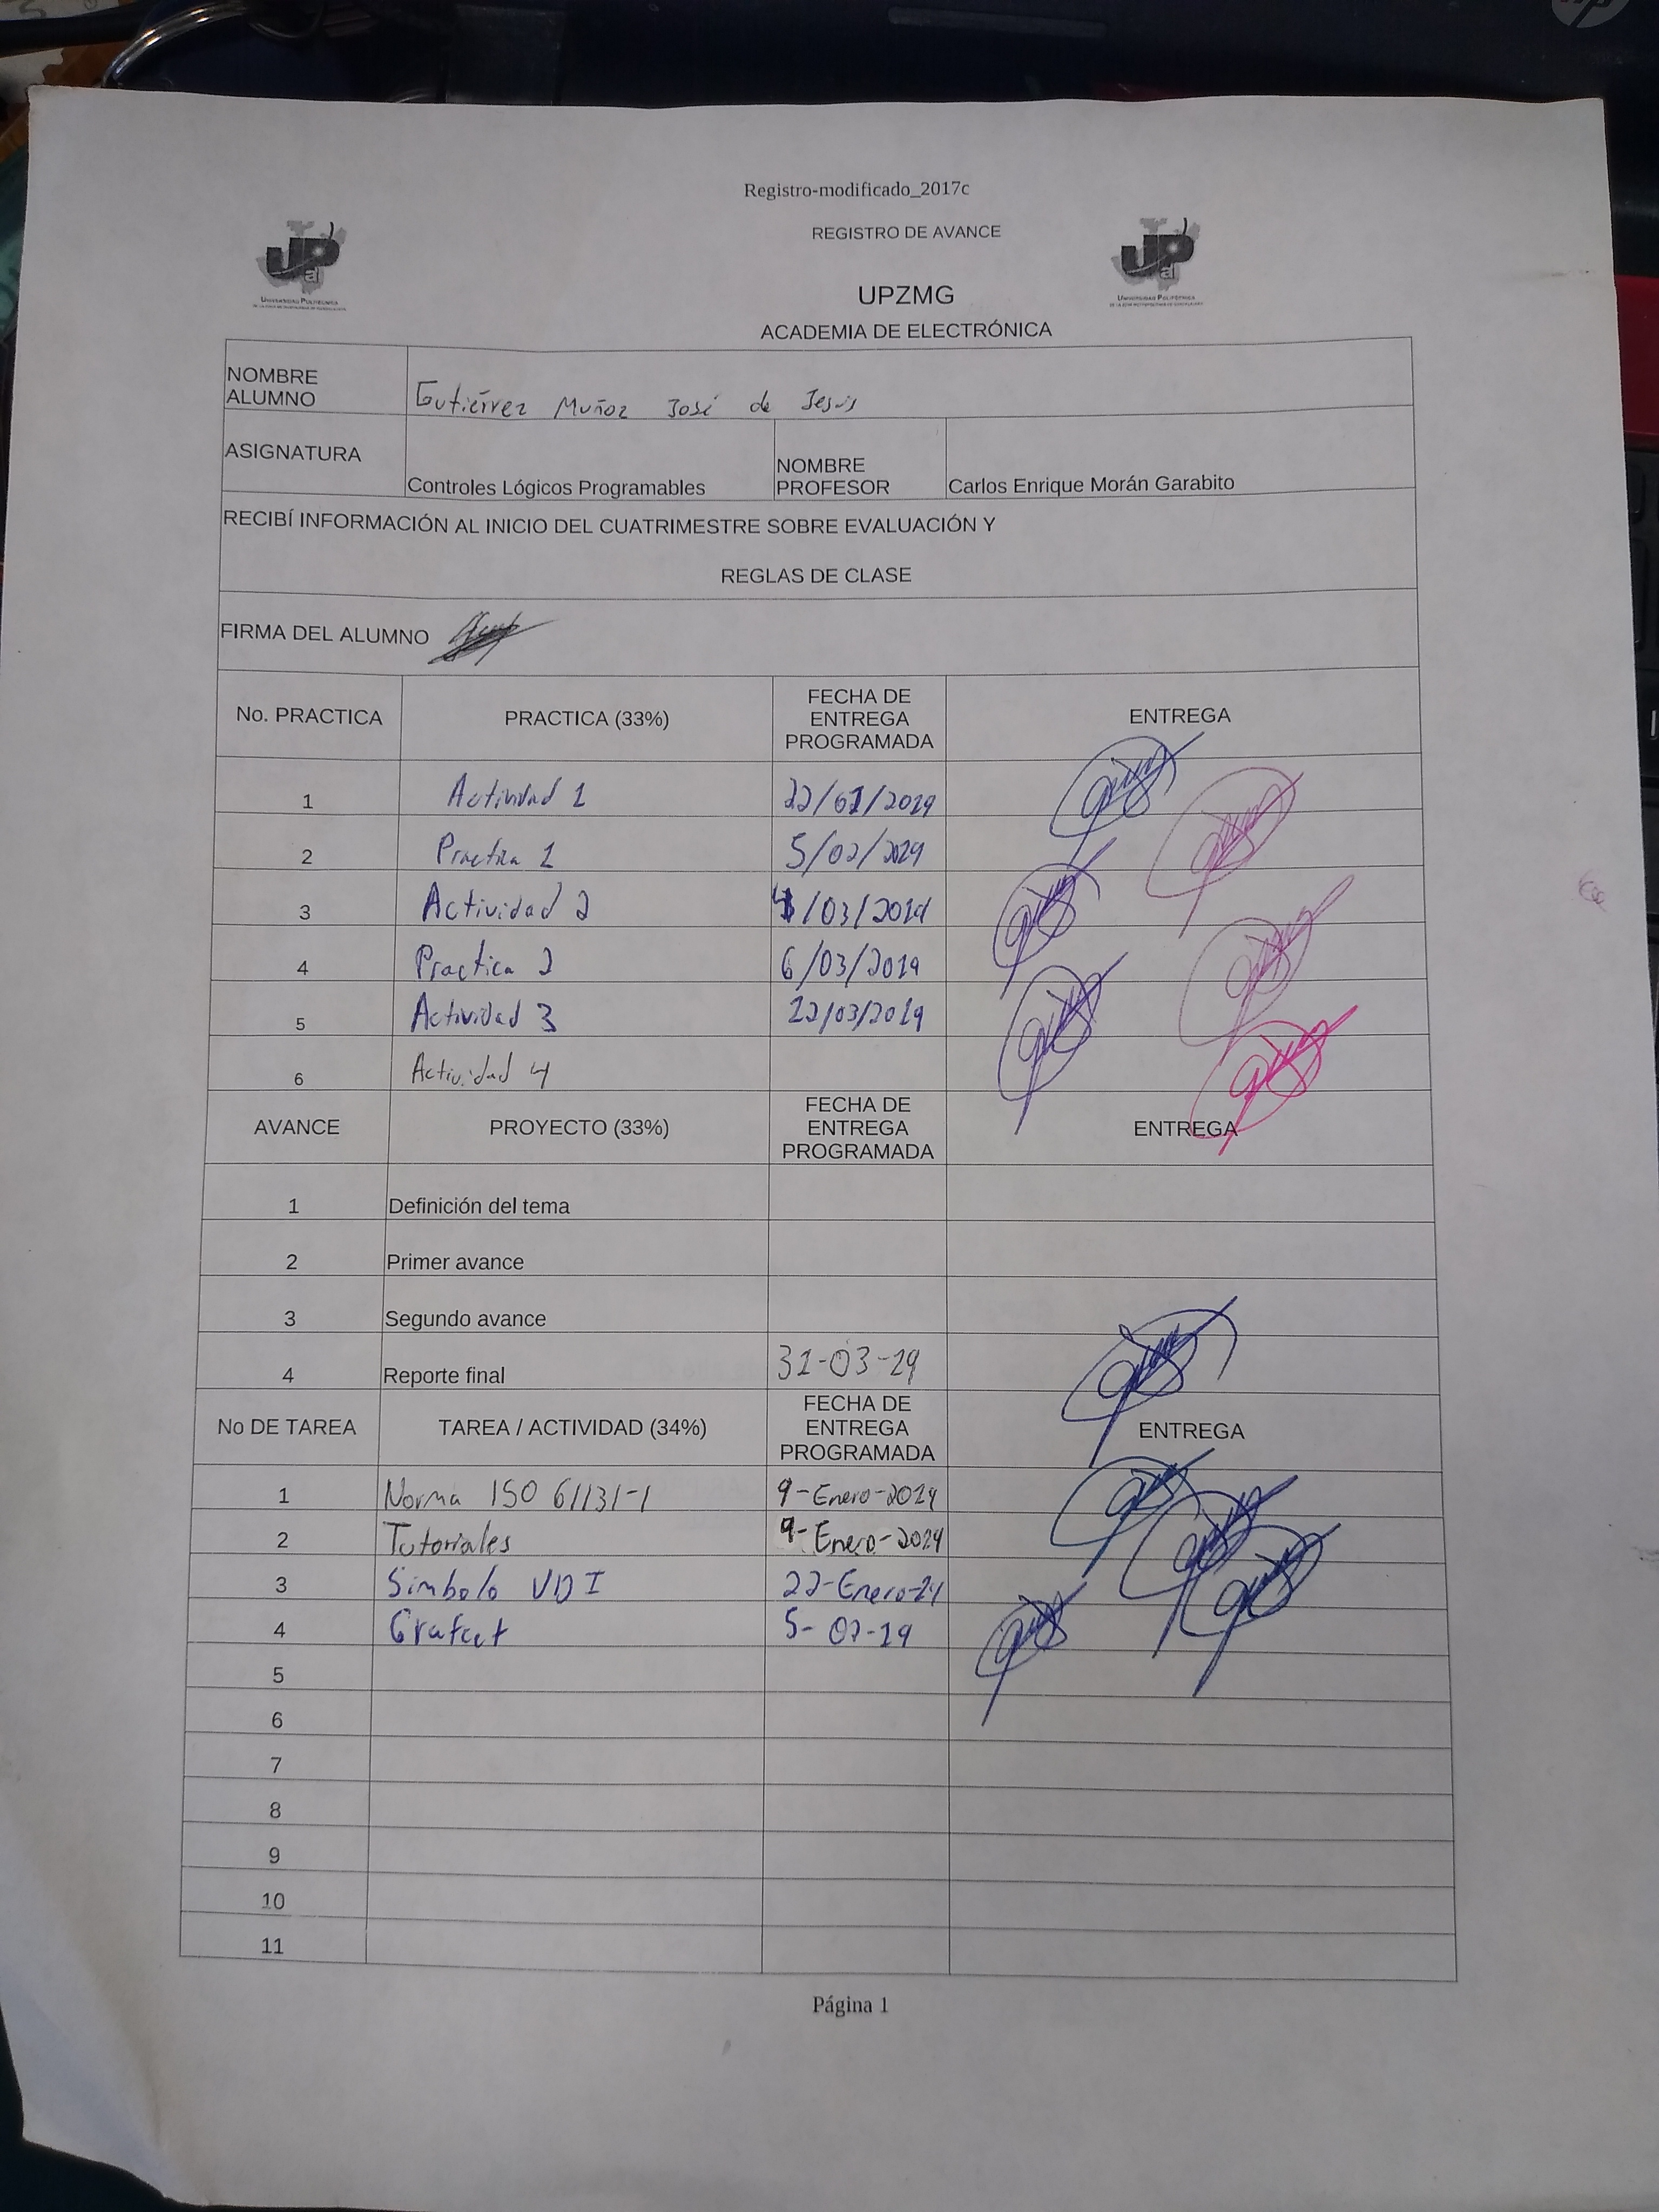 Registro-modificado_2017c
REGISTRO DE AVANCE
UPZMG
ACADEMIA DE ELECTRÓNICA
UNIVERSIDAD POLITÉCNICA
UNIVERSIDAD POLITÉCNICA
NOMBRE ALUMNO Gutiérrez Muñoz José de Jesús
ASIGNATURA Controles Lógicos Programables NOMBRE PROFESOR Carlos Enrique Morán Garabito
RECIBÍ INFORMACIÓN AL INICIO DEL CUATRIMESTRE SOBRE EVALUACIÓN Y
REGLAS DE CLASE
FIRMA DEL ALUMNO
No. PRACTICA PRACTICA (33%) FECHA DE ENTREGA PROGRAMADA ENTREGA
1 Actividad 1 22/01/2019
2 Practica 1 5/02/2019
3 Actividad 2 /03/2019
4 Practica 2 6/03/2019
5 Actividad 3 12/03/2019
6 Actividad 4
AVANCE PROYECTO (33%) FECHA DE ENTREGA PROGRAMADA ENTREGA
1 Definición del tema
2 Primer avance
3 Segundo avance
4 Reporte final 31-03-19
No DE TAREA TAREA / ACTIVIDAD (34%) FECHA DE ENTREGA PROGRAMADA ENTREGA
1 Norma ISO 61131-1 9-Enero-2019
2 Tutoriales 9-Enero-2019
3 Simbolo VDI 22-Enero-19
4 Grafcet 5-02-19
5
6
7
8
9
10
11
Página 1